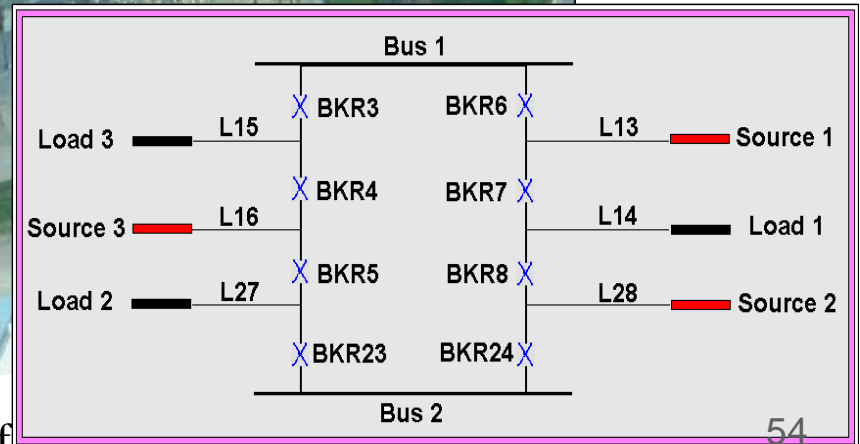 Bus 1
BKR3 BKR6
Load 3 L15 L13 Source 1
BKR4 BKR7
Source 3 L16 L14 Load 1
BKR5 BKR8
Load 2 L27 L28 Source 2
BKR23 BKR24
Bus 2
54